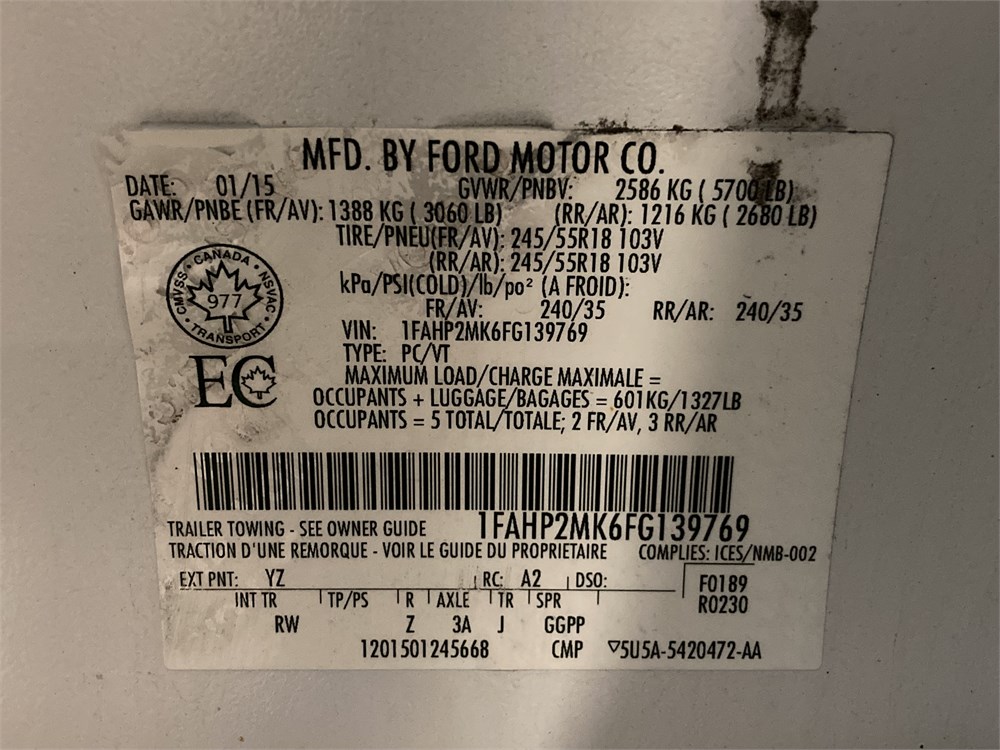 MFD. BY FORD MOTOR CO.
DATE: 01/15 GVWR/PNBV: 2586 KG ( 5700 LB)
GAWR/PNBE (FR/AV): 1388 KG ( 3060 LB) (RR/AR): 1216 KG ( 2680 LB)
TIRE/PNEU(FR/AV): 245/55R18 103V
(RR/AR): 245/55R18 103V
kPa/PSI(COLD)/lb/po² (A FROID):
FR/AV: 240/35 RR/AR: 240/35
VIN: 1FAHP2MK6FG139769
TYPE: PC/VT
MAXIMUM LOAD/CHARGE MAXIMALE =
OCCUPANTS + LUGGAGE/BAGAGES = 601KG/1327LB
OCCUPANTS = 5 TOTAL/TOTALE; 2 FR/AV, 3 RR/AR
CANADA
CMVSS • NSVAC
977
TRANSPORT
EC
1FAHP2MK6FG139769
TRAILER TOWING - SEE OWNER GUIDE
TRACTION D'UNE REMORQUE - VOIR LE GUIDE DU PROPRIETAIRE COMPLIES: ICES/NMB-002
EXT PNT: YZ RC: A2 DSO: F0189
INT TR TP/PS R AXLE TR SPR R0230
RW Z 3A J GGPP
1201501245668 CMP ▽5U5A-5420472-AA